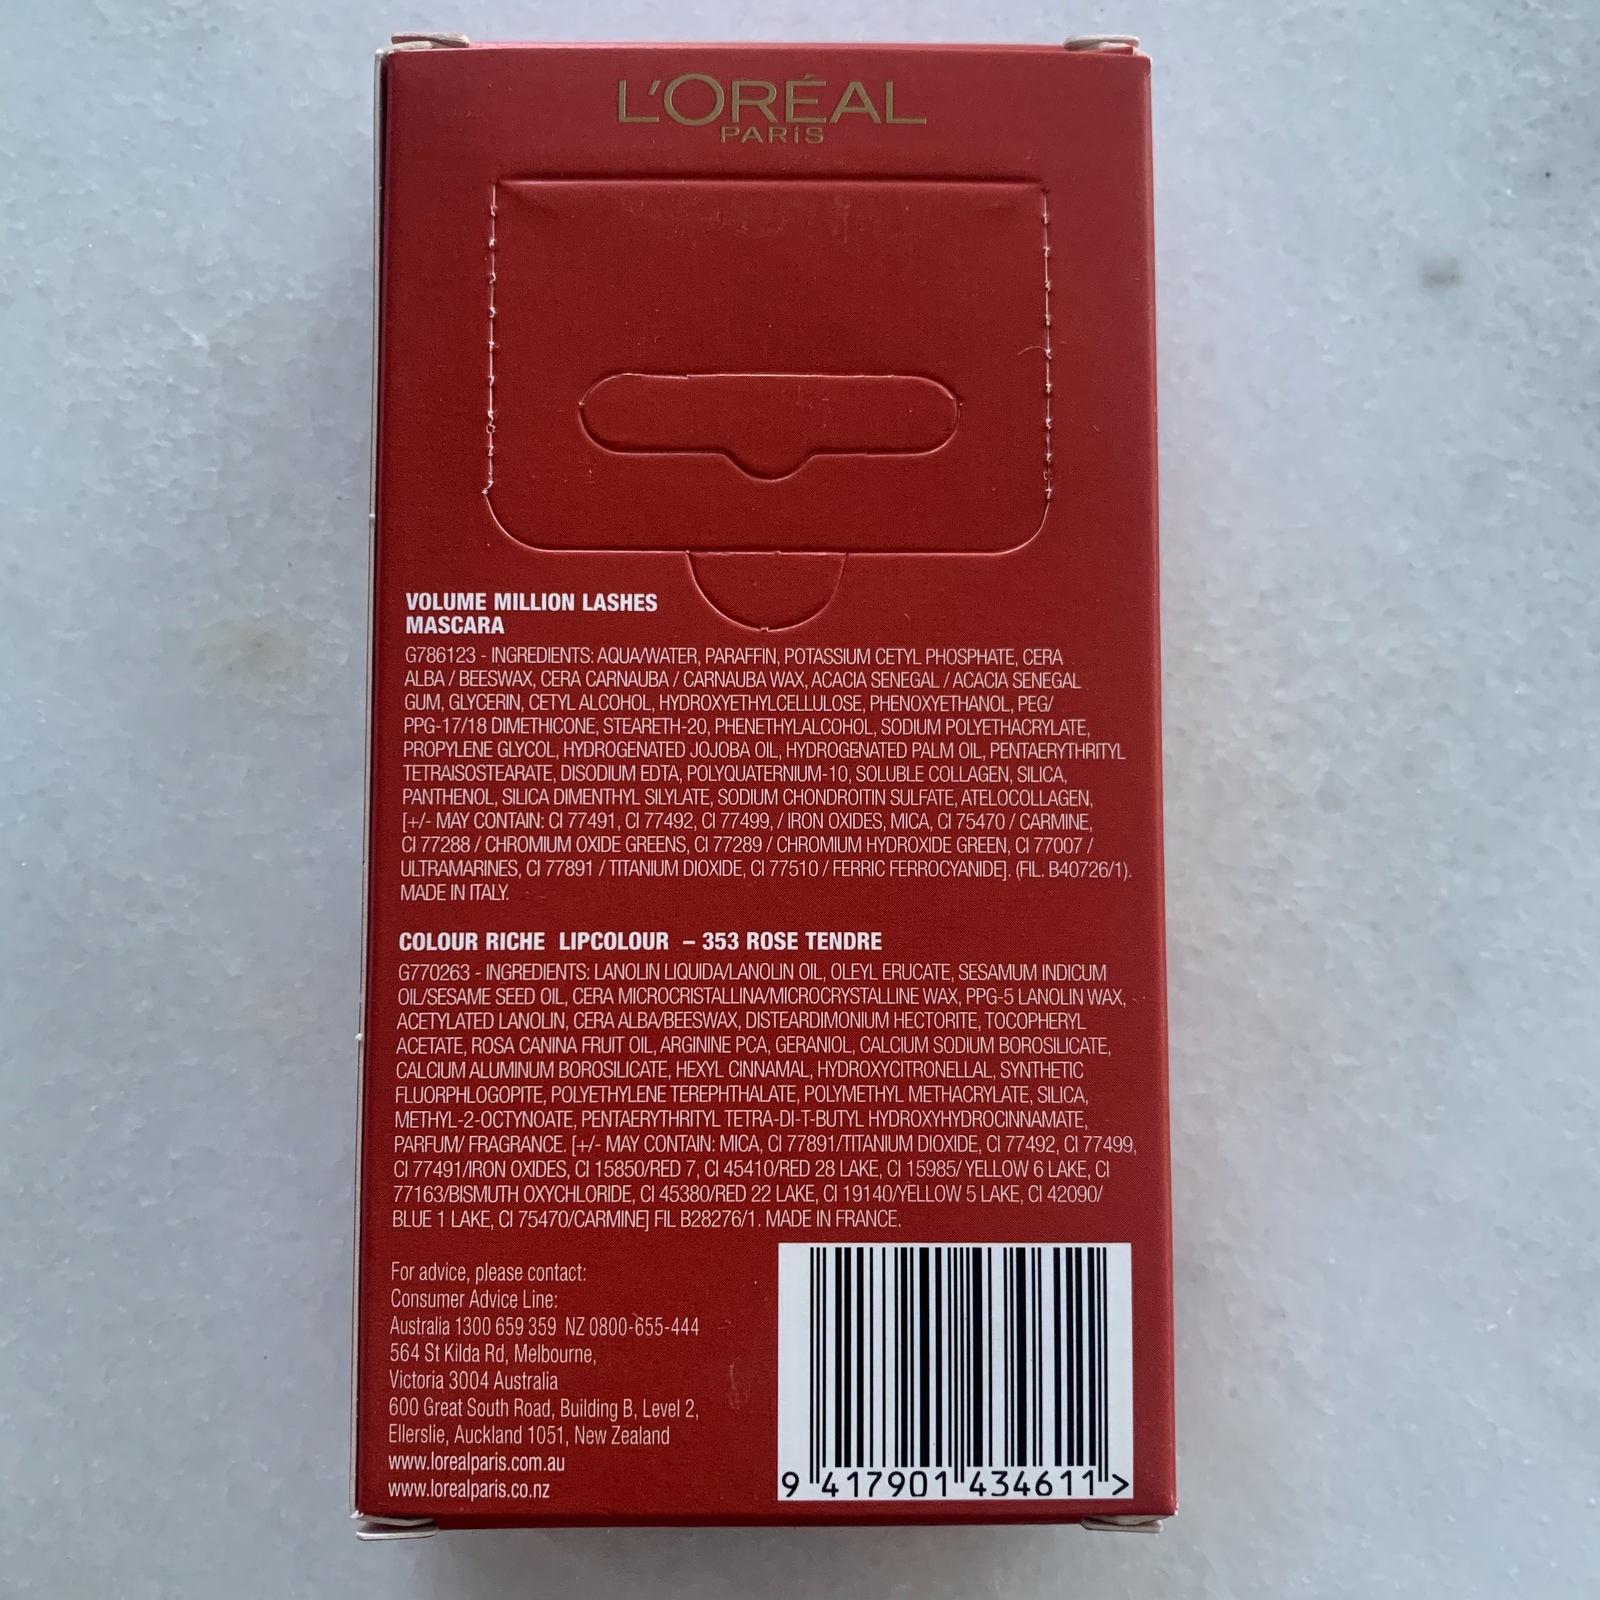 L'ORÉAL
PARIS
VOLUME MILLION LASHES
MASCARA
G786123 - INGREDIENTS: AQUA/WATER, PARAFFIN, POTASSIUM CETYL PHOSPHATE, CERA
ALBA / BEESWAX, CERA CARNAUBA / CARNAUBA WAX, ACACIA SENEGAL / ACACIA SENEGAL
GUM, GLYCERIN, CETYL ALCOHOL, HYDROXYETHYLCELLULOSE, PHENOXYETHANOL, PEG/
PPG-17/18 DIMETHICONE, STEARETH-20, PHENETHYLALCOHOL, SODIUM POLYETHACRYLATE,
PROPYLENE GLYCOL, HYDROGENATED JOJOBA OIL, HYDROGENATED PALM OIL, PENTAERYTHRITYL
TETRAISOSTEARATE, DISODIUM EDTA, POLYQUATERNIUM-10, SOLUBLE COLLAGEN, SILICA,
PANTHENOL, SILICA DIMENTHYL SILYLATE, SODIUM CHONDROITIN SULFATE, ATELOCOLLAGEN,
[+/- MAY CONTAIN: CI 77491, CI 77492, CI 77499, / IRON OXIDES, MICA, CI 75470 / CARMINE,
CI 77288 / CHROMIUM OXIDE GREENS, CI 77289 / CHROMIUM HYDROXIDE GREEN, CI 77007 /
ULTRAMARINES, CI 77891 / TITANIUM DIOXIDE, CI 77510 / FERRIC FERROCYANIDE]. (FIL. B40726/1).
MADE IN ITALY.
COLOUR RICHE LIPCOLOUR – 353 ROSE TENDRE
G770263 - INGREDIENTS: LANOLIN LIQUIDA/LANOLIN OIL, OLEYL ERUCATE, SESAMUM INDICUM
OIL/SESAME SEED OIL, CERA MICROCRISTALLINA/MICROCRYSTALLINE WAX, PPG-5 LANOLIN WAX,
ACETYLATED LANOLIN, CERA ALBA/BEESWAX, DISTEARDIMONIUM HECTORITE, TOCOPHERYL
ACETATE, ROSA CANINA FRUIT OIL, ARGININE PCA, GERANIOL, CALCIUM SODIUM BOROSILICATE,
CALCIUM ALUMINUM BOROSILICATE, HEXYL CINNAMAL, HYDROXYCITRONELLAL, SYNTHETIC
FLUORPHLOGOPITE, POLYETHYLENE TEREPHTHALATE, POLYMETHYL METHACRYLATE, SILICA,
METHYL-2-OCTYNOATE, PENTAERYTHRITYL TETRA-DI-T-BUTYL HYDROXYHYDROCINNAMATE,
PARFUM/ FRAGRANCE. [+/- MAY CONTAIN: MICA, CI 77891/TITANIUM DIOXIDE, CI 77492, CI 77499,
CI 77491/IRON OXIDES, CI 15850/RED 7, CI 45410/RED 28 LAKE, CI 15985/ YELLOW 6 LAKE, CI
77163/BISMUTH OXYCHLORIDE, CI 45380/RED 22 LAKE, CI 19140/YELLOW 5 LAKE, CI 42090/
BLUE 1 LAKE, CI 75470/CARMINE] FIL B28276/1. MADE IN FRANCE.
For advice, please contact:
Consumer Advice Line:
Australia 1300 659 359 NZ 0800-655-444
564 St Kilda Rd, Melbourne,
Victoria 3004 Australia
600 Great South Road, Building B, Level 2,
Ellerslie, Auckland 1051, New Zealand
www.lorealparis.com.au
www.lorealparis.co.nz
9 417901 434611 >